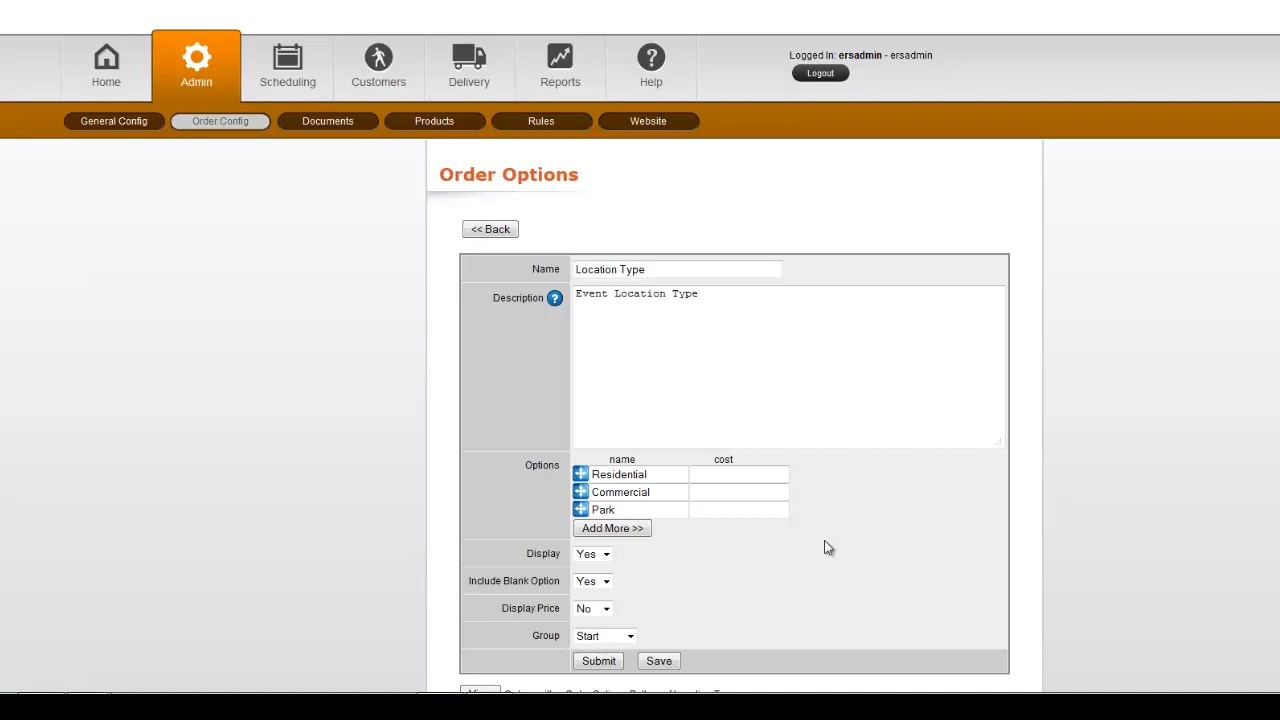 Home
Admin
Scheduling
Customers
Delivery
Reports
Help
Logged In: ersadmin - ersadmin
Logout
General Config
Order Config
Documents
Products
Rules
Website
Order Options
<< Back
Name Location Type
Description ? Event Location Type
name cost
Options Residential
Commercial
Park
Add More >>
Display Yes
Include Blank Option Yes
Display Price No
Group Start
Submit Save